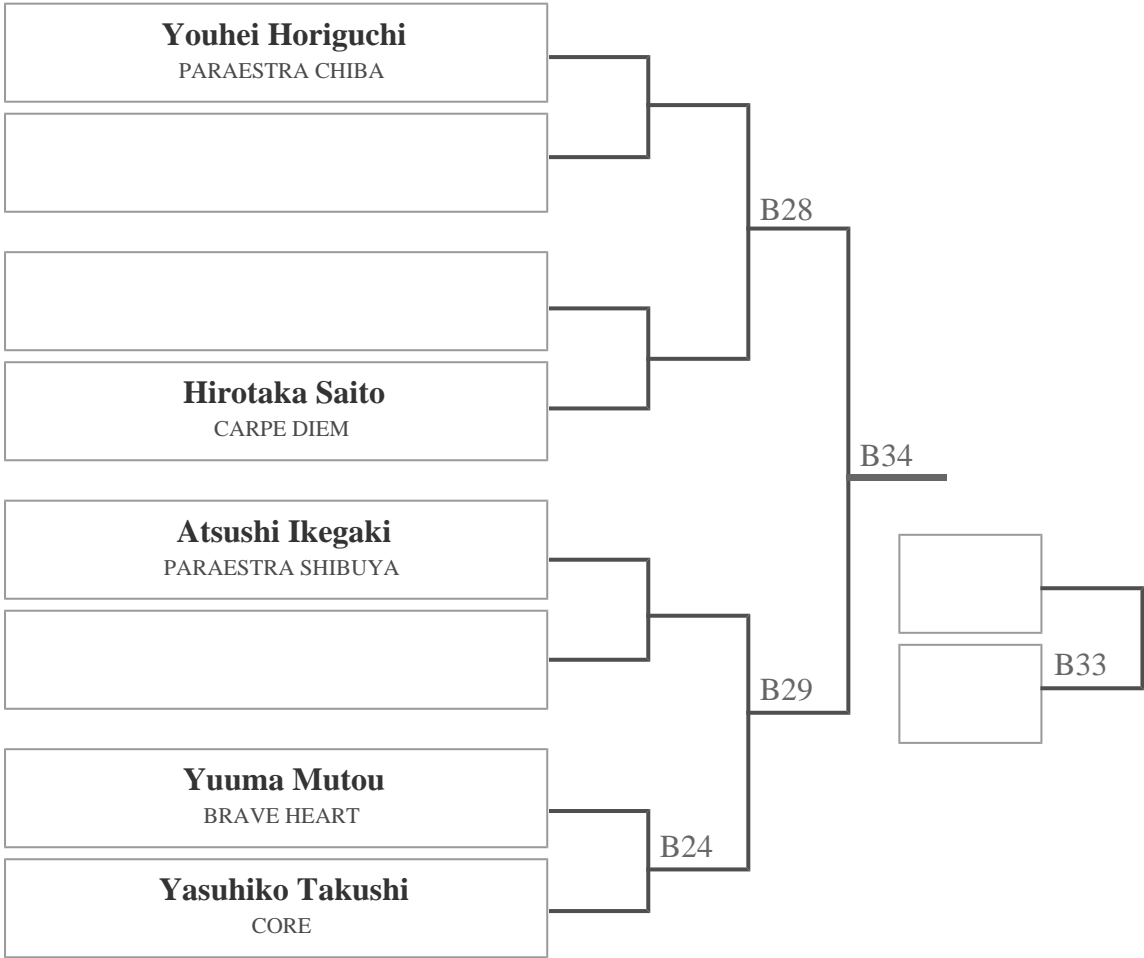 Youhei Horiguchi
PARAESTRA CHIBA
B28
Hirotaka Saito
CARPE DIEM
B34
Atsushi Ikegaki
PARAESTRA SHIBUYA
B33
B29
Yuuma Mutou
BRAVE HEART
B24
Yasuhiko Takushi
CORE